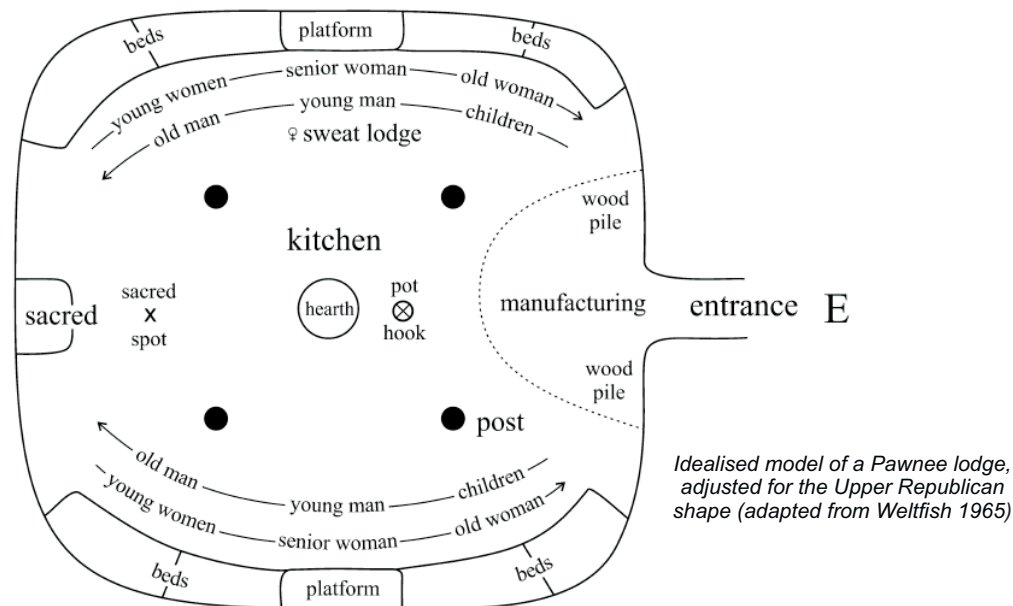 beds
platform
beds
young women
senior woman
old woman
old man
young man
children
♀ sweat lodge
wood
pile
kitchen
sacred
sacred
x
spot
hearth
pot
hook
manufacturing
entrance
E
wood
pile
post
old man
young man
children
young women
senior woman
old woman
beds
platform
beds
Idealised model of a Pawnee lodge,
adjusted for the Upper Republican
shape (adapted from Weltfish 1965)